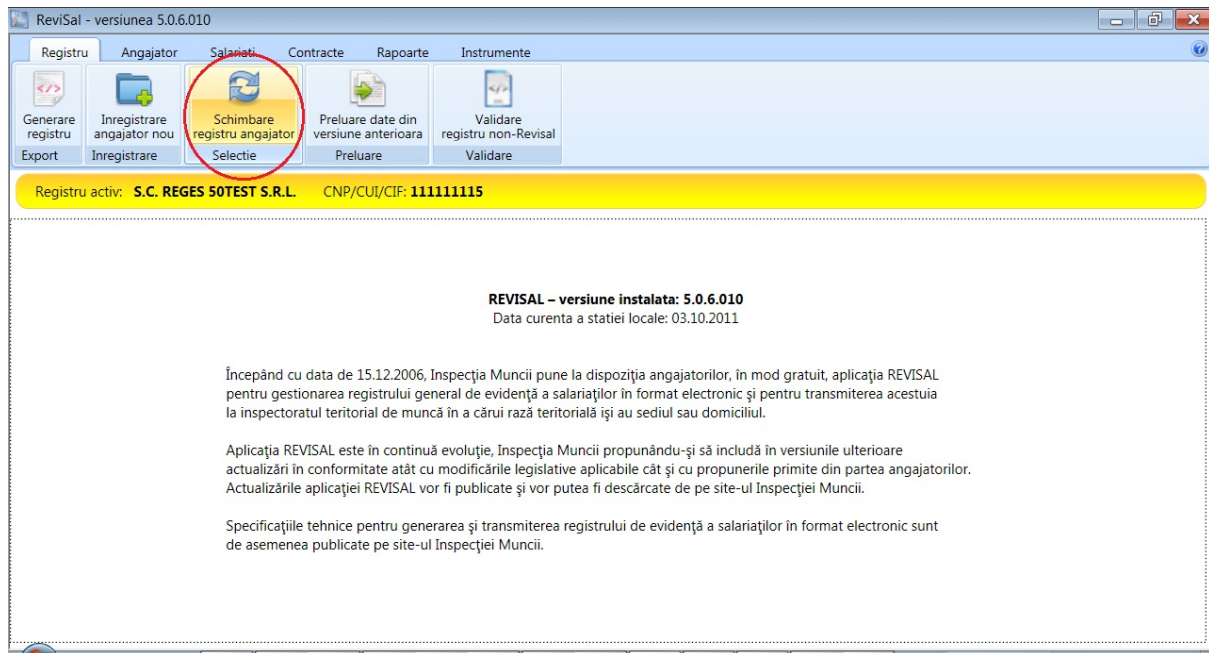 ReviSal - versiunea 5.0.6.010
Registru Angajator Salariati Contracte Rapoarte Instrumente
Generare registru
Inregistrare angajator nou
Schimbare registru angajator
Preluare date din versiune anterioara
Validare registru non-Revisal
Export Inregistrare Selectie Preluare Validare
Registru activ: S.C. REGES 50TEST S.R.L. CNP/CUI/CIF: 111111115
REVISAL – versiune instalata: 5.0.6.010
Data curenta a statiei locale: 03.10.2011
Începând cu data de 15.12.2006, Inspecţia Muncii pune la dispoziţia angajatorilor, în mod gratuit, aplicaţia REVISAL
pentru gestionarea registrului general de evidenţă a salariaţilor în format electronic şi pentru transmiterea acestuia
la inspectoratul teritorial de muncă în a cărui rază teritorială işi au sediul sau domiciliul.
Aplicaţia REVISAL este în continuă evoluţie, Inspecţia Muncii propunându-şi să includă în versiunile ulterioare
actualizări în conformitate atât cu modificările legislative aplicabile cât şi cu propunerile primite din partea angajatorilor.
Actualizările aplicaţiei REVISAL vor fi publicate şi vor putea fi descărcate de pe site-ul Inspecţiei Muncii.
Specificaţiile tehnice pentru generarea şi transmiterea registrului de evidenţă a salariaţilor în format electronic sunt
de asemenea publicate pe site-ul Inspecţiei Muncii.